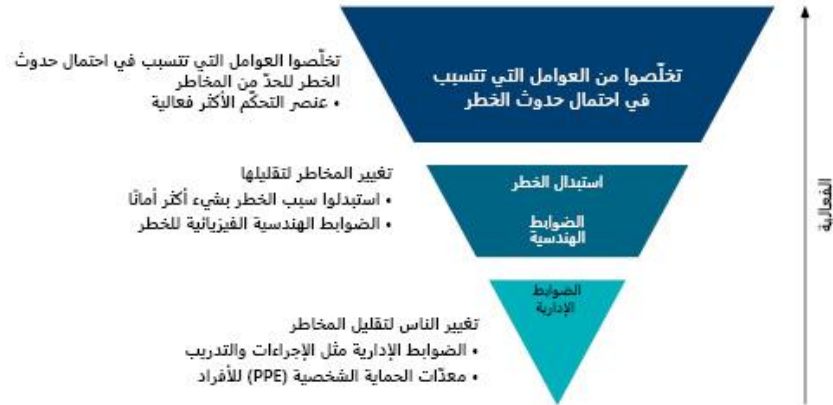 تخلّصوا من العوامل التي تتسبب
في احتمال حدوث الخطر
تخلّصوا العوامل التي تتسبب في احتمال حدوث
الخطر للحدّ من المخاطر
• عنصر التحكّم الأكثر فعالية
استبدال الخطر
الضوابط
الهندسية
تغيير المخاطر لتقليلها
• استبدلوا سبب الخطر بشيء أكثر أمانًا
• الضوابط الهندسية الفيزيائية للخطر
الضوابط
الإدارية
تغيير الناس لتقليل المخاطر
• الضوابط الإدارية مثل الإجراءات والتدريب
• معدّات الحماية الشخصية (PPE) للأفراد
الفعالية